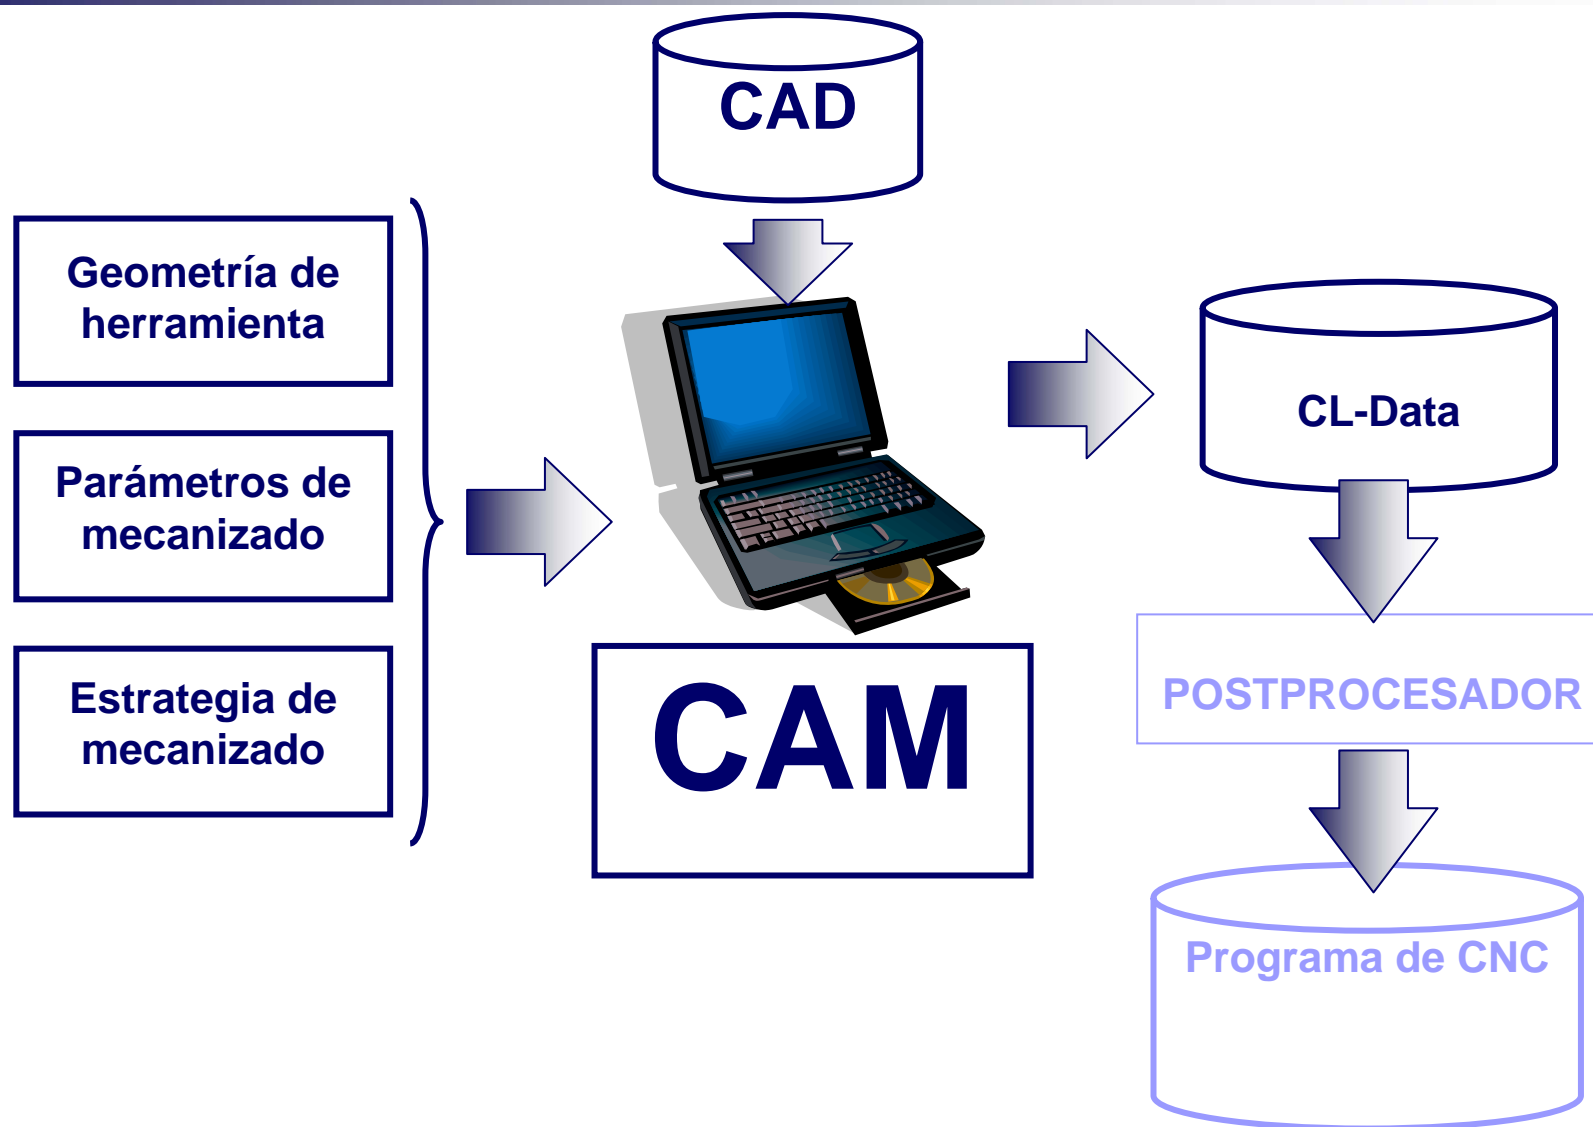 CAD
Geometría de
herramienta
Parámetros de
mecanizado
Estrategia de
mecanizado
CAM
CL-Data
POSTPROCESADOR
Programa de CNC